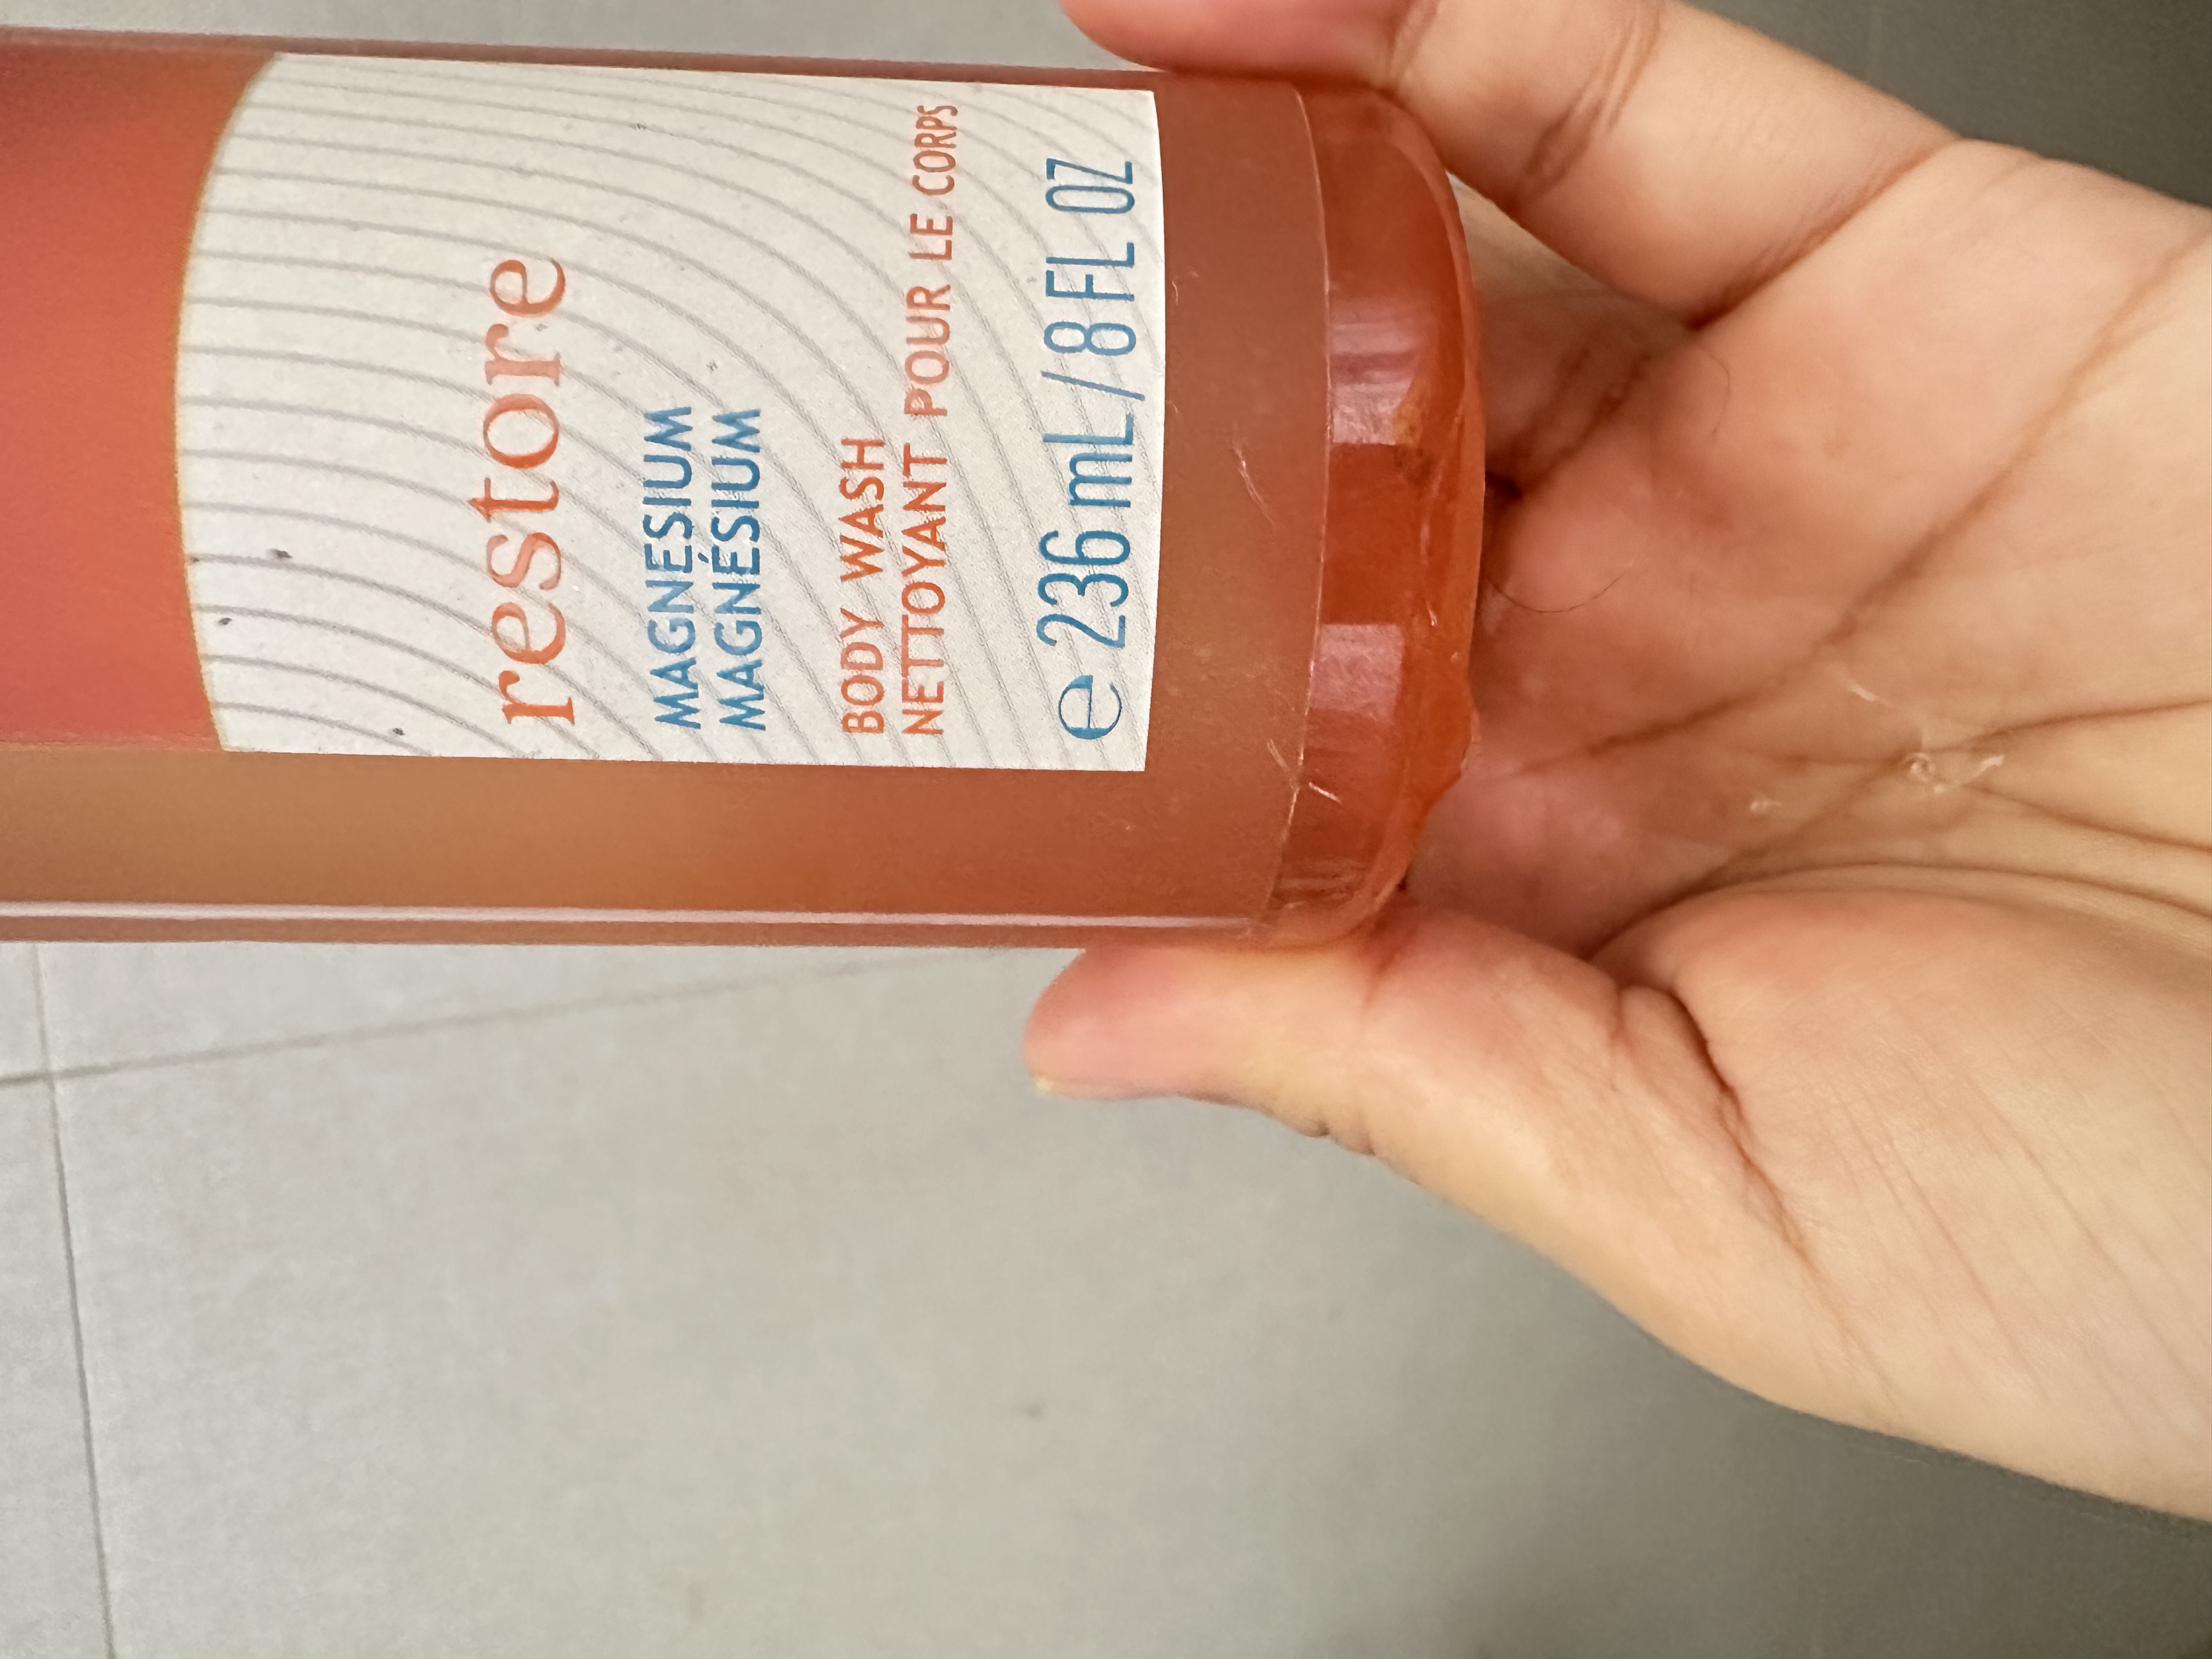 restore
MAGNESIUM
MAGNÉSIUM
BODY WASH
NETTOYANT POUR LE CORPS
e 236 mL / 8 FL OZ